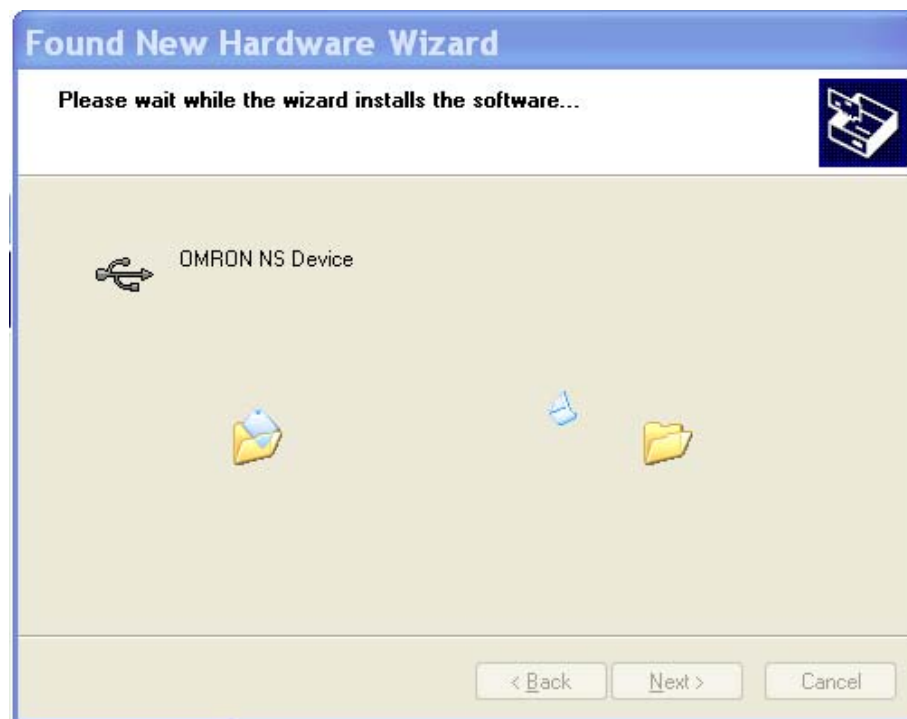 Found New Hardware Wizard
Please wait while the wizard installs the software...
OMRON NS Device
< Back
Next >
Cancel